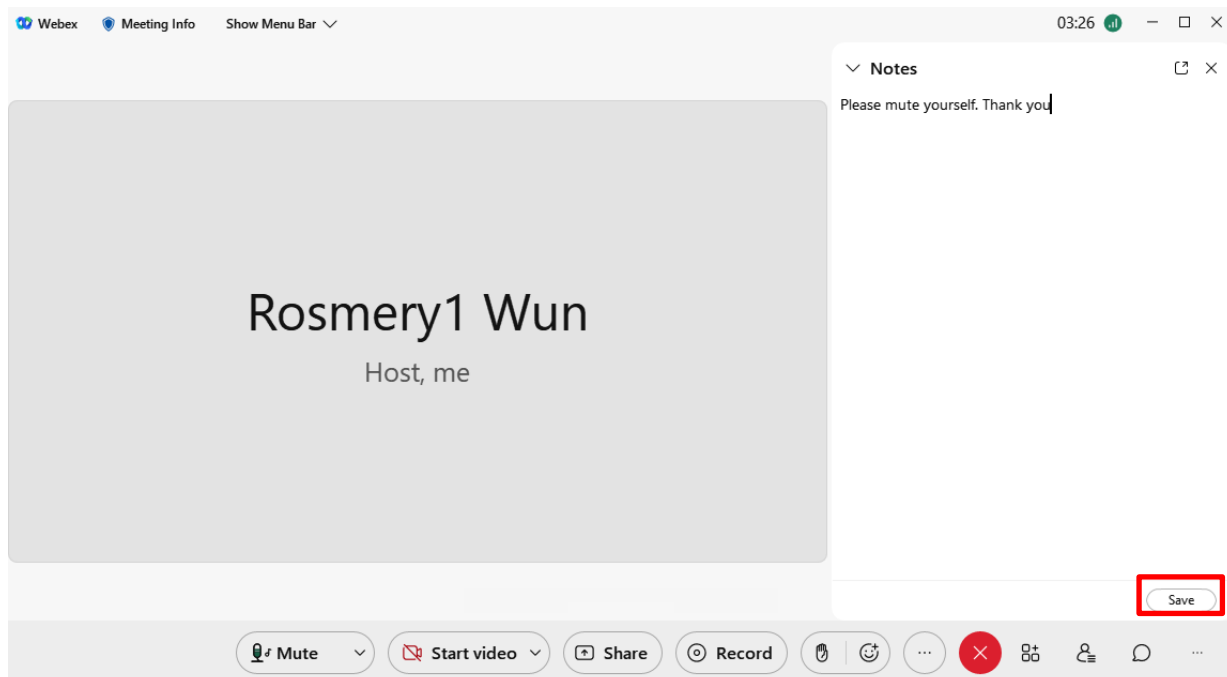 Webex Meeting Info Show Menu Bar 03:26
Notes
Please mute yourself. Thank you
Rosmery1 Wun
Host, me
Save
Mute Start video Share Record